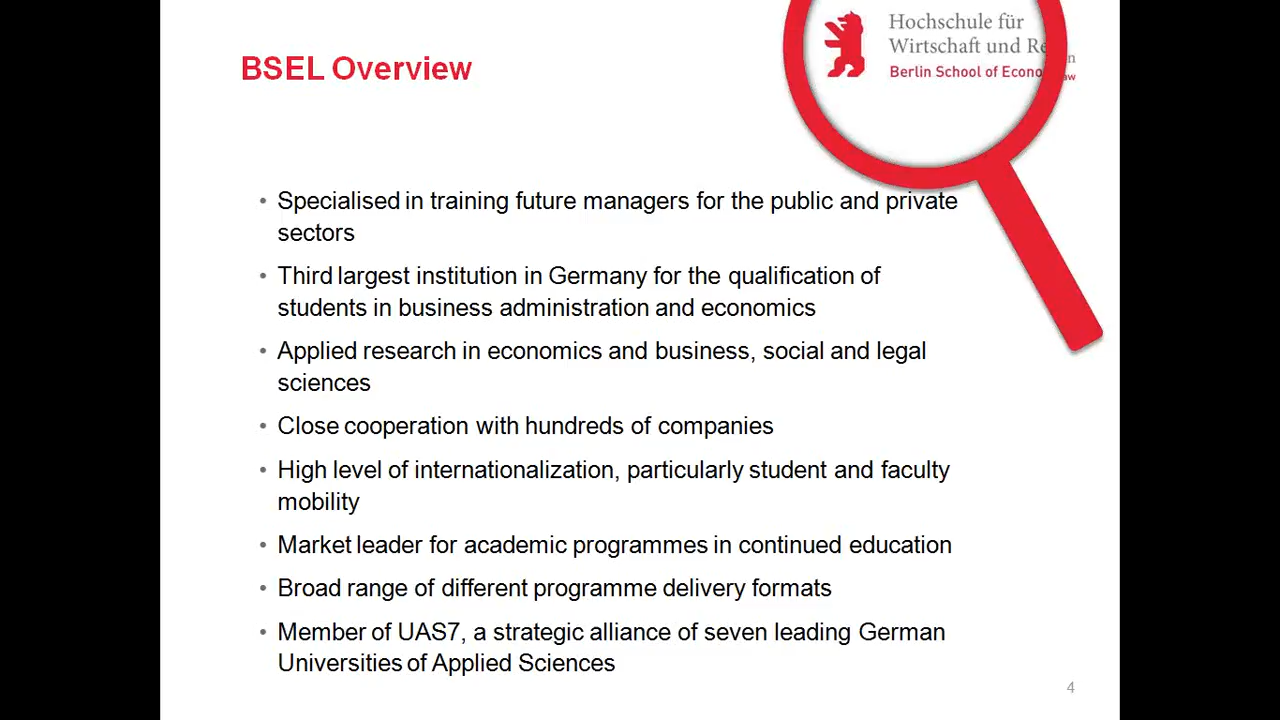 Hochschule für
Wirtschaft und Re
Berlin School of Econo
BSEL Overview
• Specialised in training future managers for the public and private
sectors
• Third largest institution in Germany for the qualification of
students in business administration and economics
• Applied research in economics and business, social and legal
sciences
• Close cooperation with hundreds of companies
• High level of internationalization, particularly student and faculty
mobility
• Market leader for academic programmes in continued education
• Broad range of different programme delivery formats
• Member of UAS7, a strategic alliance of seven leading German
Universities of Applied Sciences
4